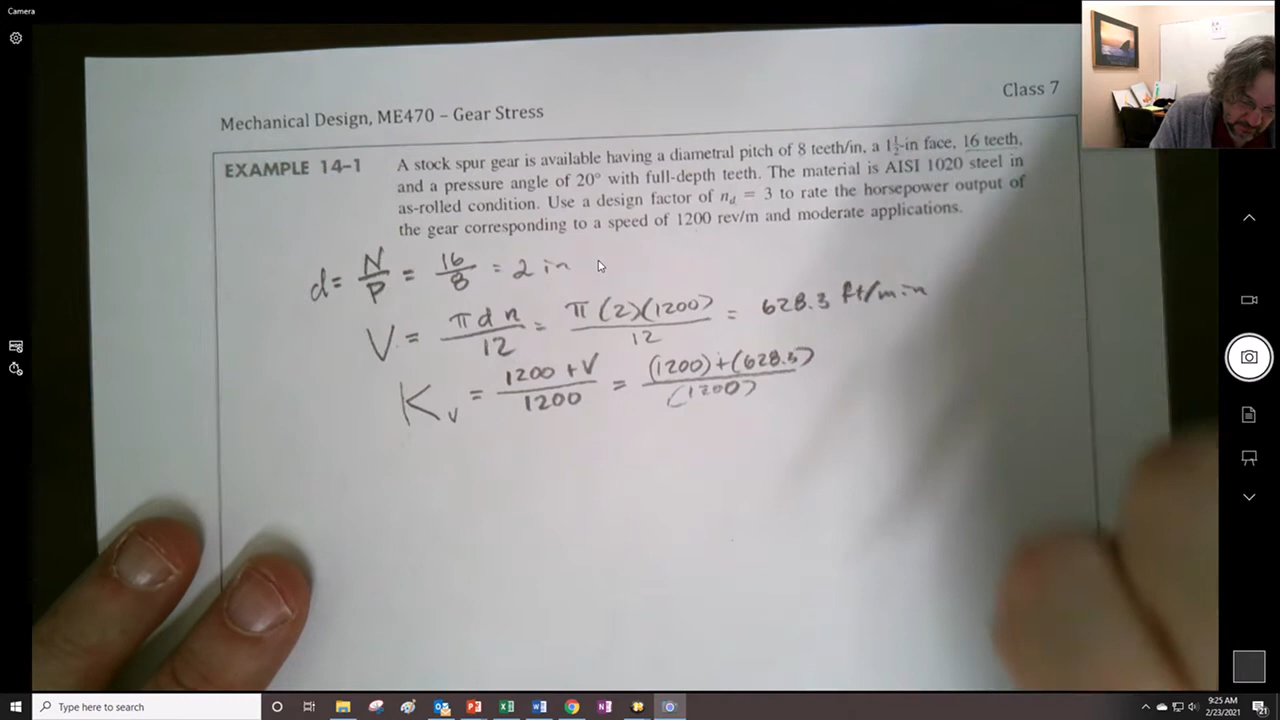 Camera
Mechanical Design, ME470 – Gear Stress
Class 7
EXAMPLE 14–1
A stock spur gear is available having a diametral pitch of 8 teeth/in, a 1½-in face, 16 teeth,
and a pressure angle of 20° with full-depth teeth. The material is AISI 1020 steel in
as-rolled condition. Use a design factor of n_d = 3 to rate the horsepower output of
the gear corresponding to a speed of 1200 rev/m and moderate applications.
d = N/P = 16/8 = 2 in
V = πdn/12 = π(2)(1200)/12 = 628.3 ft/min
K_v = 1200 + V/1200 = (1200)+(628.3)/(1200)
Type here to search
9:25 AM
2/23/2021
21